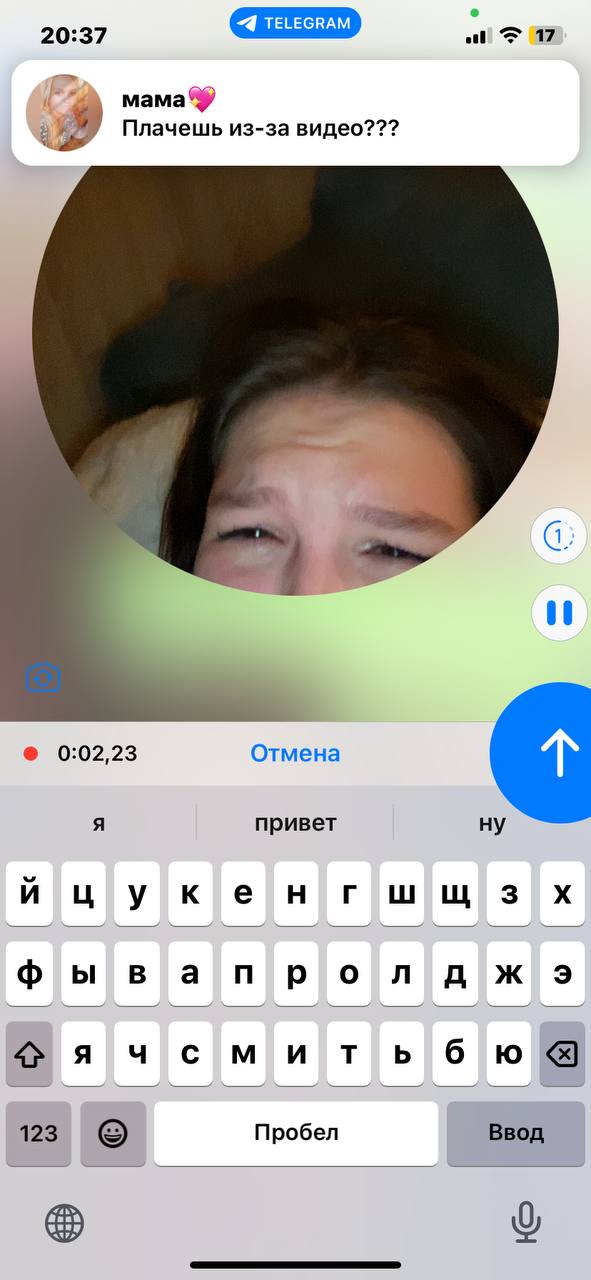 20:37
TELEGRAM
17
мама💖
Плачешь из-за видео???
1
0:02,23
Отмена
я
привет
ну
й ц у к е н г ш щ з х
ф ы в а п р о л д ж э
я ч с м и т ь б ю
123
Пробел
Ввод